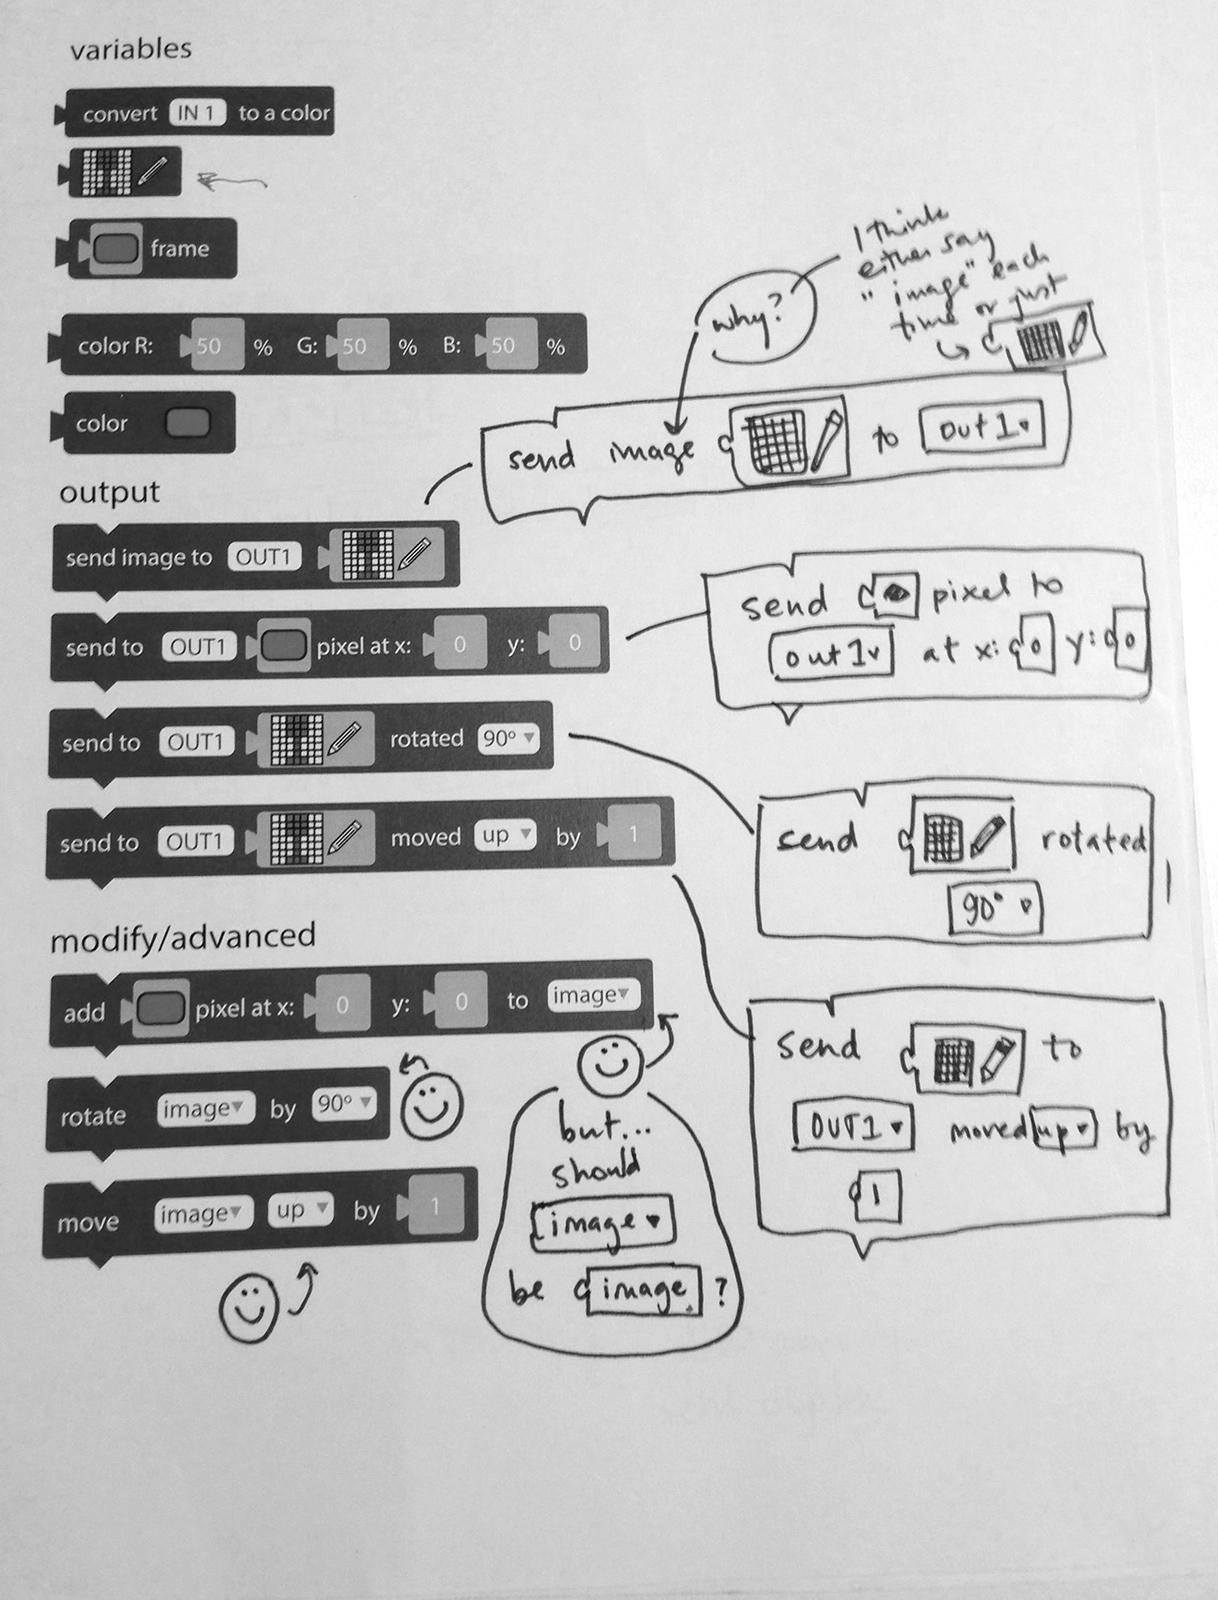 variables
convert IN 1 to a color
frame
color R: 50 % G: 50 % B: 50 %
color
output
send image to OUT1
send to OUT1 pixel at x: 0 y: 0
send to OUT1 rotated 90° ▼
send to OUT1 moved up ▼ by 1
modify/advanced
add pixel at x: 0 y: 0 to image▼
rotate image▼ by 90° ▼
move image▼ up ▼ by 1
I think
either say
"image" each
time or just
why?
send image to out1▾
send pixel to
out1▾ at x: 0 y: 0
send rotated
90° ▾
send to
OUT1 ▾ moved up▾ by
1
but...
should
image ▾
be image ?